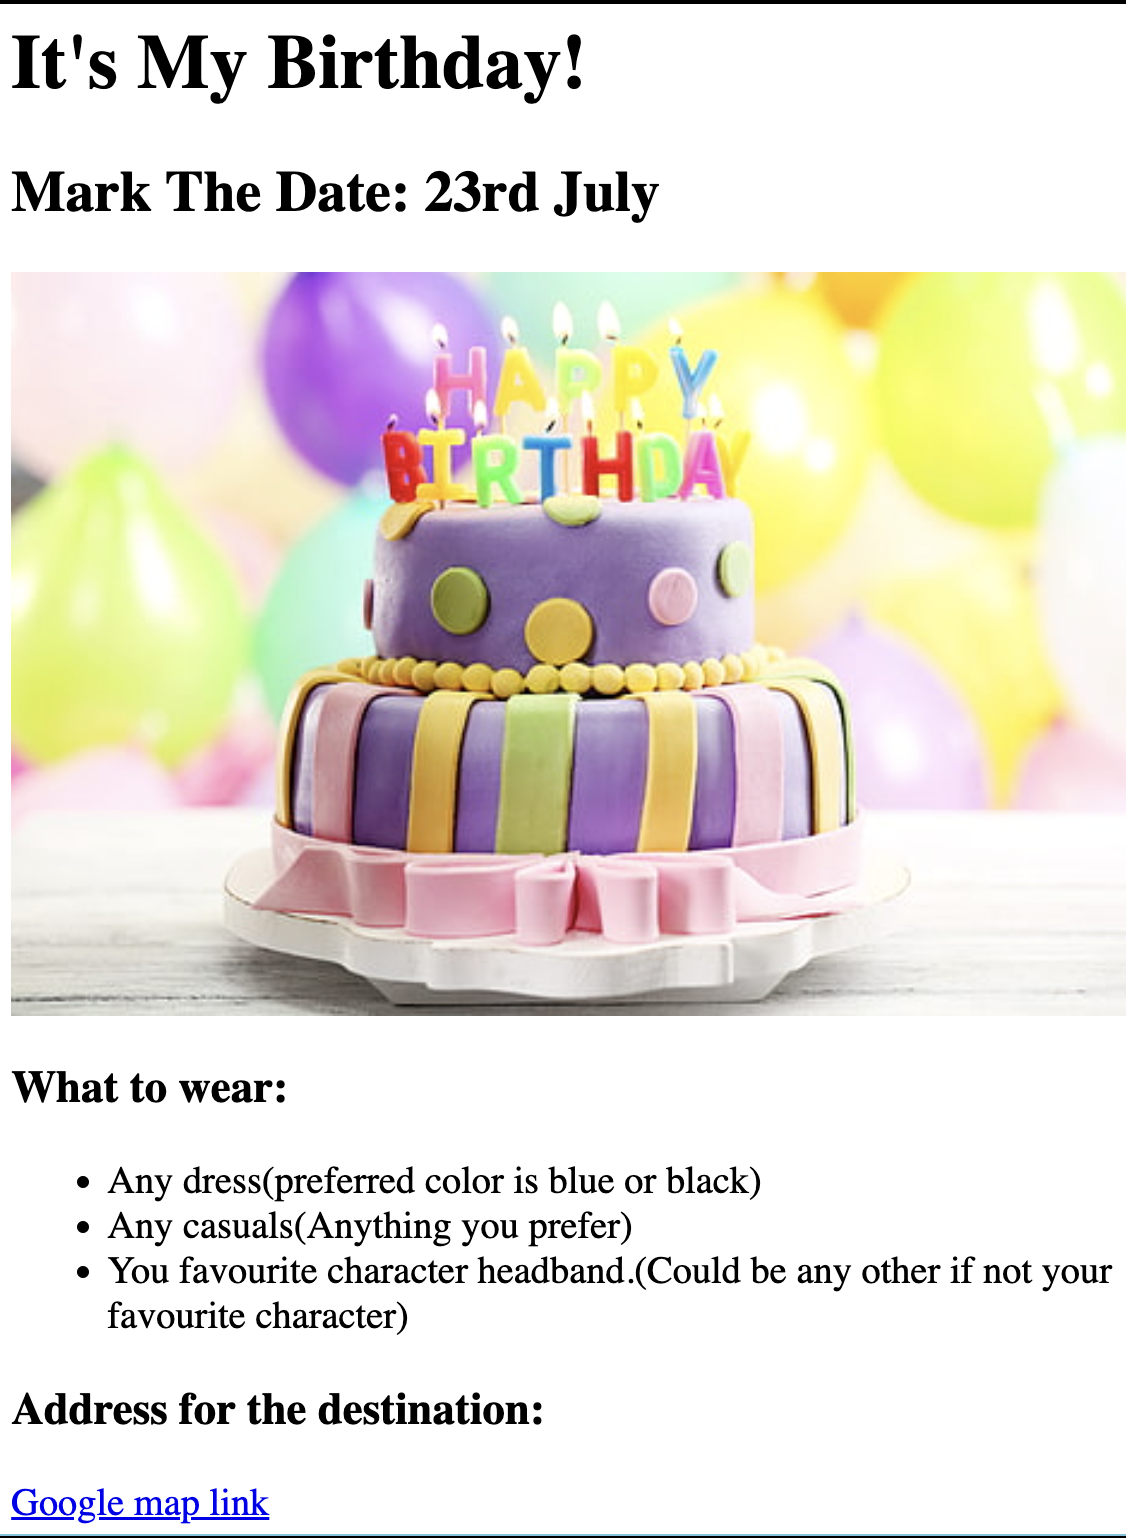 It's My Birthday!
Mark The Date: 23rd July
HAPPY
BIRTHDAY
What to wear:
Any dress(preferred color is blue or black)
Any casuals(Anything you prefer)
You favourite character headband.(Could be any other if not your
favourite character)
Address for the destination:
Google map link